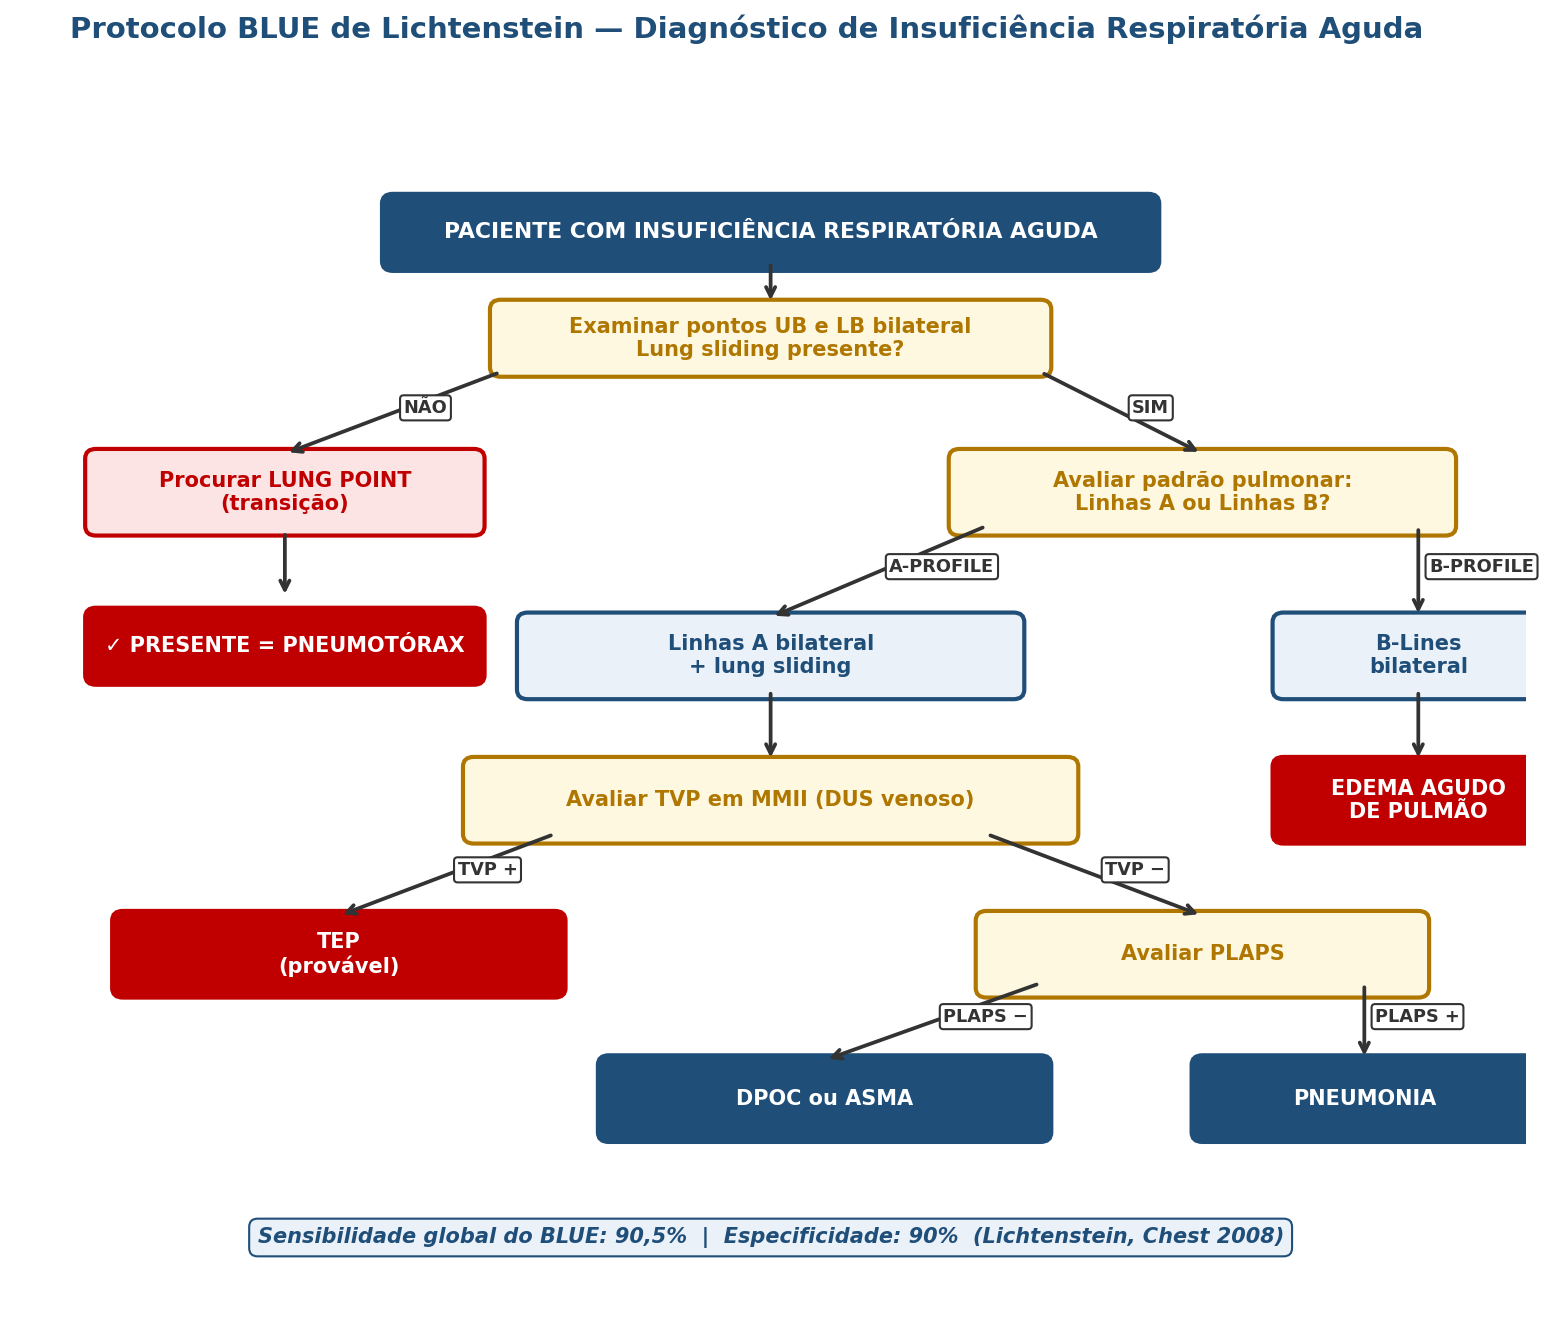 Protocolo BLUE de Lichtenstein — Diagnóstico de Insuficiência Respiratória Aguda
PACIENTE COM INSUFICIÊNCIA RESPIRATÓRIA AGUDA
Examinar pontos UB e LB bilateral
Lung sliding presente?
NÃO
SIM
Procurar LUNG POINT
(transição)
Avaliar padrão pulmonar:
Linhas A ou Linhas B?
A-PROFILE
B-PROFILE
✓ PRESENTE = PNEUMOTÓRAX
Linhas A bilateral
+ lung sliding
B-Lines
bilateral
Avaliar TVP em MMII (DUS venoso)
EDEMA AGUDO
DE PULMÃO
TVP +
TVP −
TEP
(provável)
Avaliar PLAPS
PLAPS −
PLAPS +
DPOC ou ASMA
PNEUMONIA
Sensibilidade global do BLUE: 90,5% | Especificidade: 90% (Lichtenstein, Chest 2008)